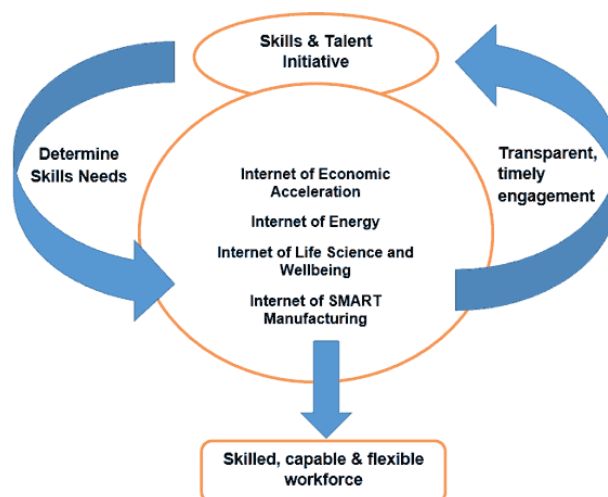 Skills & Talent
Initiative
Determine
Skills Needs
Transparent,
timely
engagement
Internet of Economic
Acceleration
Internet of Energy
Internet of Life Science and
Wellbeing
Internet of SMART
Manufacturing
Skilled, capable & flexible
workforce